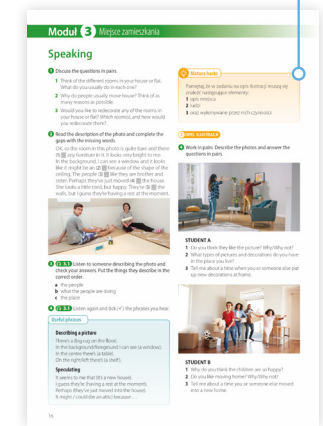 Moduł 3 Miejsce zamieszkania
Speaking
1 Discuss the questions in pairs.
1 Think of the different rooms in your house or flat.
What do you usually do in each one?
2 Why do people usually move house? Think of as
many reasons as possible.
3 Would you like to redecorate any of the rooms in
your house or flat? Which room(s), and how would
you redecorate them?
2 Read the description of the photo and complete the
gaps with the missing words.
OK, so the room in this photo is quite bare and there
(1) any furniture in it. It looks very bright to me.
In the background, I can see a window and it looks
like it might be an (2) because of the shape of the
ceiling. The people (3) like they are brother and
sister. Perhaps they've just moved (4) the house.
She looks a little tired, but happy. They're (5) the
walls, but I guess they're having a rest at the moment.
3 3.3 Listen to someone describing the photo and
check your answers. Put the things they describe in the
correct order.
a the people
b what the people are doing
c the place
4 3.3 Listen again and tick (✓) the phrases you hear.
Useful phrases
Describing a picture
There's a (big rug on the floor).
In the background/foreground I can see (a window).
In the centre there's (a table).
On the right/left there's (a shelf).
Speculating
It seems to me that (it's a new house).
I guess they're (having a rest at the moment).
Perhaps (they've just moved into the house).
It might / could (be an attic) because …
Matura hacks
Pamiętaj, że w zadaniu na opis ilustracji muszą się
znaleźć następujące elementy:
1 opis miejsca
2 ludzi
3 oraz wykonywane przez nich czynności
OPIS ILUSTRACJI
Work in pairs. Describe the photos and answer the
questions in pairs.
STUDENT A
1 Do you think they like the picture? Why/Why not?
2 What types of pictures and decorations do you have
in the place you live?
3 Tell me about a time when you or someone else put
up new decorations at home.
STUDENT B
1 Why do you think the children are so happy?
2 Do you like moving home? Why/Why not?
3 Tell me about a time you or someone else moved
into a new home.